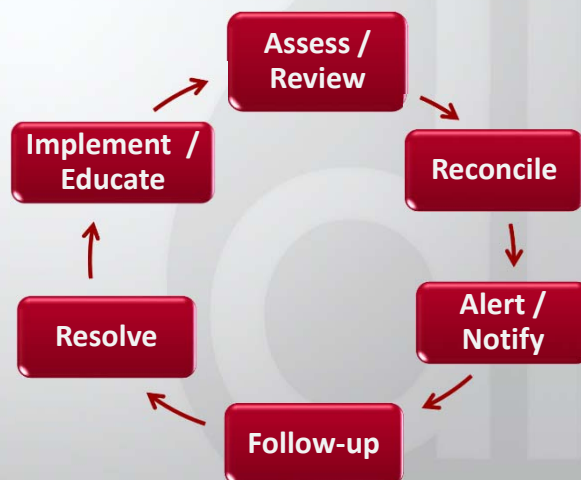 Assess /
Review
Reconcile
Alert /
Notify
Follow-up
Resolve
Implement /
Educate